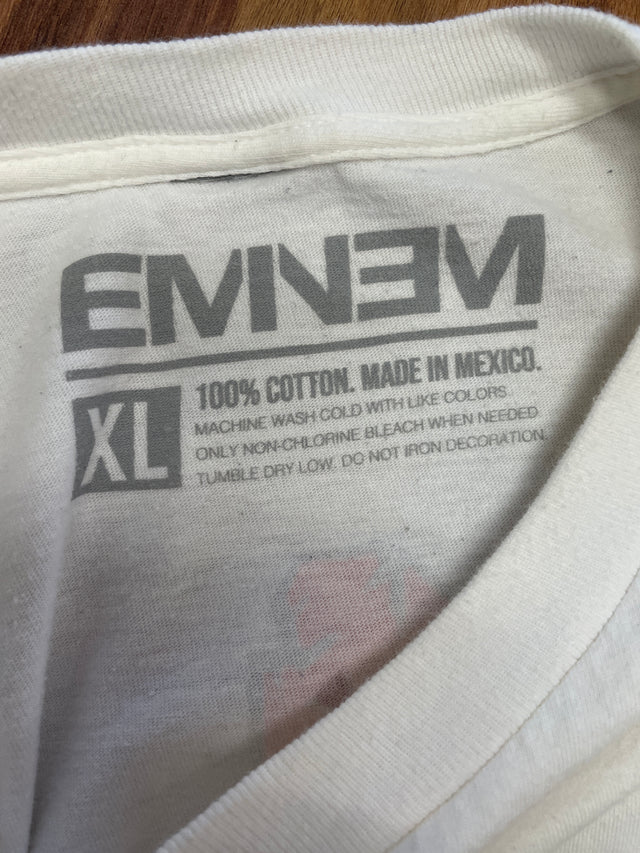 EMINEM
XL
100% COTTON. MADE IN MEXICO.
MACHINE WASH COLD WITH LIKE COLORS
ONLY NON-CHLORINE BLEACH WHEN NEEDED
TUMBLE DRY LOW. DO NOT IRON DECORATION.